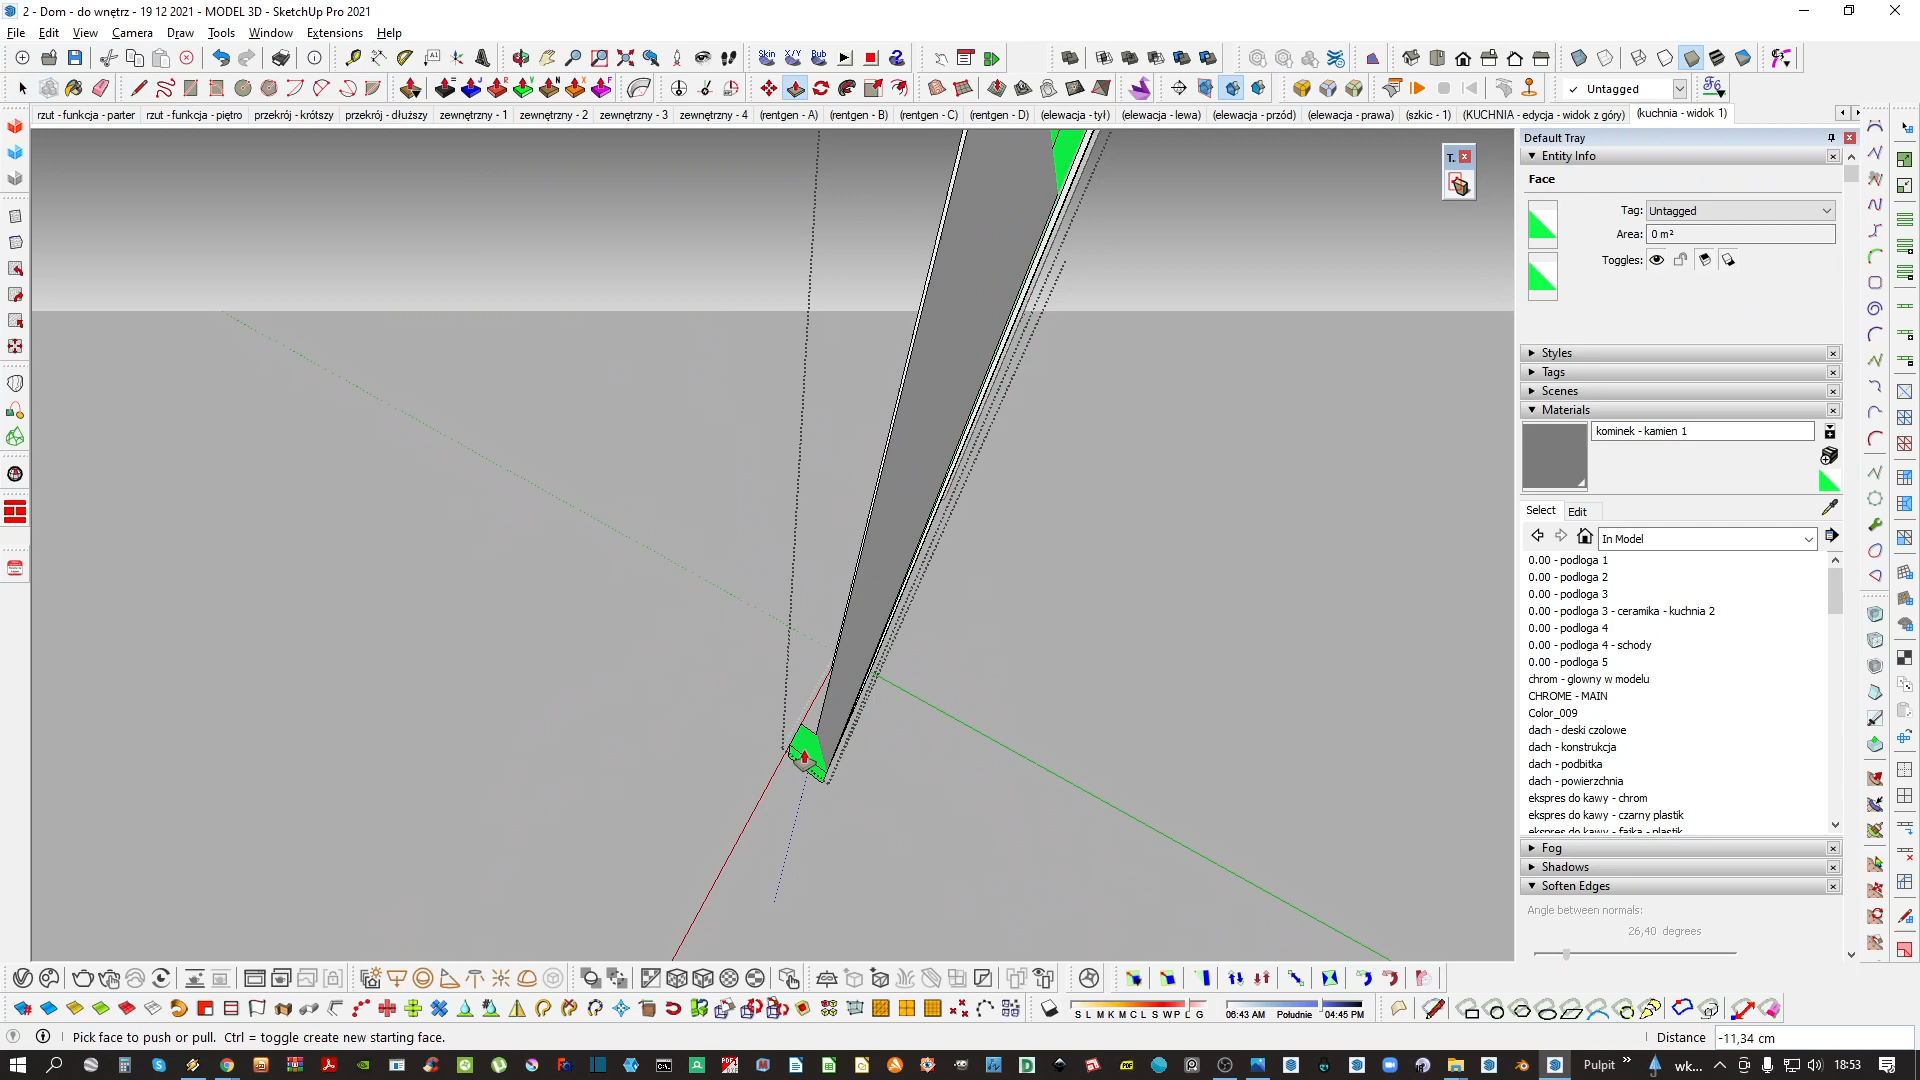 2 - Dom - do wnętrz - 19 12 2021 - MODEL 3D - SketchUp Pro 2021
File Edit View Camera Draw Tools Window Extensions Help
Skin X/Y Bub
Untagged
rzut - funkcja - parter rzut - funkcja - piętro przekrój - krótszy przekrój - dłuższy zewnętrzny - 1 zewnętrzny - 2 zewnętrzny - 3 zewnętrzny - 4 (rentgen - A) (rentgen - B) (rentgen - C) (rentgen - D) (elewacja - tył) (elewacja - lewa) (elewacja - przód) (elewacja - prawa) (szkic - 1) (KUCHNIA - edycja - widok z góry) (kuchnia - widok 1)
T.
Default Tray
Entity Info
Face
Tag: Untagged
Area: 0 m²
Toggles:
Styles
Tags
Scenes
Materials
kominek - kamien 1
Select Edit
In Model
0.00 - podloga 1
0.00 - podloga 2
0.00 - podloga 3
0.00 - podloga 3 - ceramika - kuchnia 2
0.00 - podloga 4
0.00 - podloga 4 - schody
0.00 - podloga 5
chrom - glowny w modelu
CHROME - MAIN
Color_009
dach - deski czolowe
dach - konstrukcja
dach - podbitka
dach - powierzchnia
ekspres do kawy - chrom
ekspres do kawy - czarny plastik
ekspres do kawy - fajka - plastik
Fog
Shadows
Soften Edges
Angle between normals:
26,40 degrees
S L M K M C L S W P L G
06:43 AM Południe 04:45 PM
Pick face to push or pull. Ctrl = toggle create new starting face.
Distance -11,34 cm
Pulpit
wk...
18:53